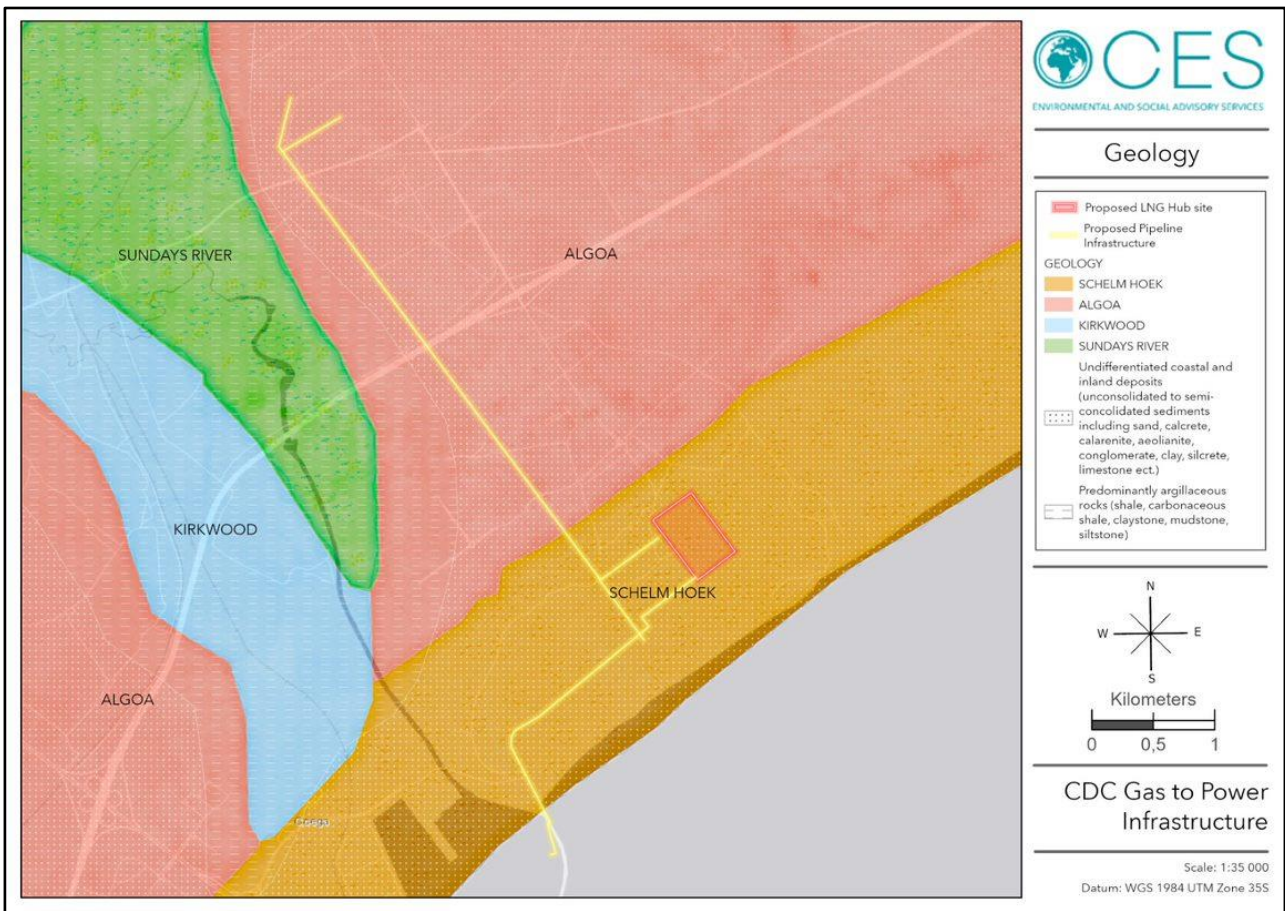 CES
ENVIRONMENTAL AND SOCIAL ADVISORY SERVICES
Geology
Proposed LNG Hub site
Proposed Pipeline
Infrastructure
GEOLOGY
SCHELM HOEK
ALGOA
KIRKWOOD
SUNDAYS RIVER
Undifferentiated coastal and
inland deposits
(unconsolidated to semi-
concolidated sediments
including sand, calcrete,
calarenite, aeolianite,
conglomerate, clay, silcrete,
limestone ect.)
Predominantly argillaceous
rocks (shale, carbonaceous
shale, claystone, mudstone,
siltstone)
N
W E
S
Kilometers
0 0,5 1
CDC Gas to Power
Infrastructure
Scale: 1:35 000
Datum: WGS 1984 UTM Zone 35S
SUNDAYS RIVER
ALGOA
KIRKWOOD
SCHELM HOEK
ALGOA